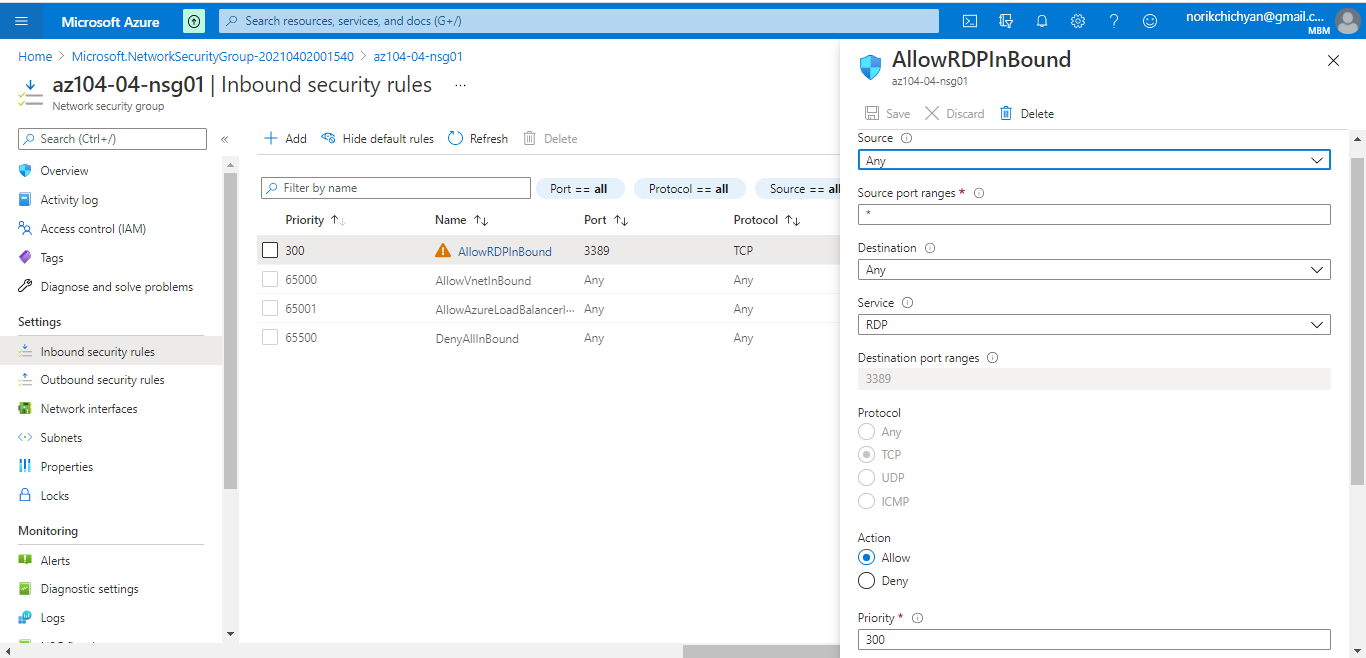 Microsoft Azure
Search resources, services, and docs (G+/)
norikchichyan@gmail.c...
MBM
Home > Microsoft.NetworkSecurityGroup-20210402001540 > az104-04-nsg01
az104-04-nsg01 | Inbound security rules ...
Network security group
Search (Ctrl+/)
«
Overview
Activity log
Access control (IAM)
Tags
Diagnose and solve problems
Settings
Inbound security rules
Outbound security rules
Network interfaces
Subnets
Properties
Locks
Monitoring
Alerts
Diagnostic settings
Logs
Add Hide default rules Refresh Delete
Filter by name
Port == all Protocol == all Source == all
Priority Name Port Protocol
300 AllowRDPInBound 3389 TCP
65000 AllowVnetInBound Any Any
65001 AllowAzureLoadBalancerI... Any Any
65500 DenyAllInBound Any Any
AllowRDPInBound
az104-04-nsg01
Save Discard Delete
Source
Any
Source port ranges *
*
Destination
Any
Service
RDP
Destination port ranges
3389
Protocol
Any
TCP
UDP
ICMP
Action
Allow
Deny
Priority *
300